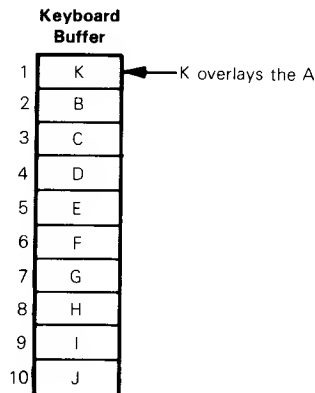 Keyboard
Buffer
1 K K overlays the A
2 B
3 C
4 D
5 E
6 F
7 G
8 H
9 I
10 J